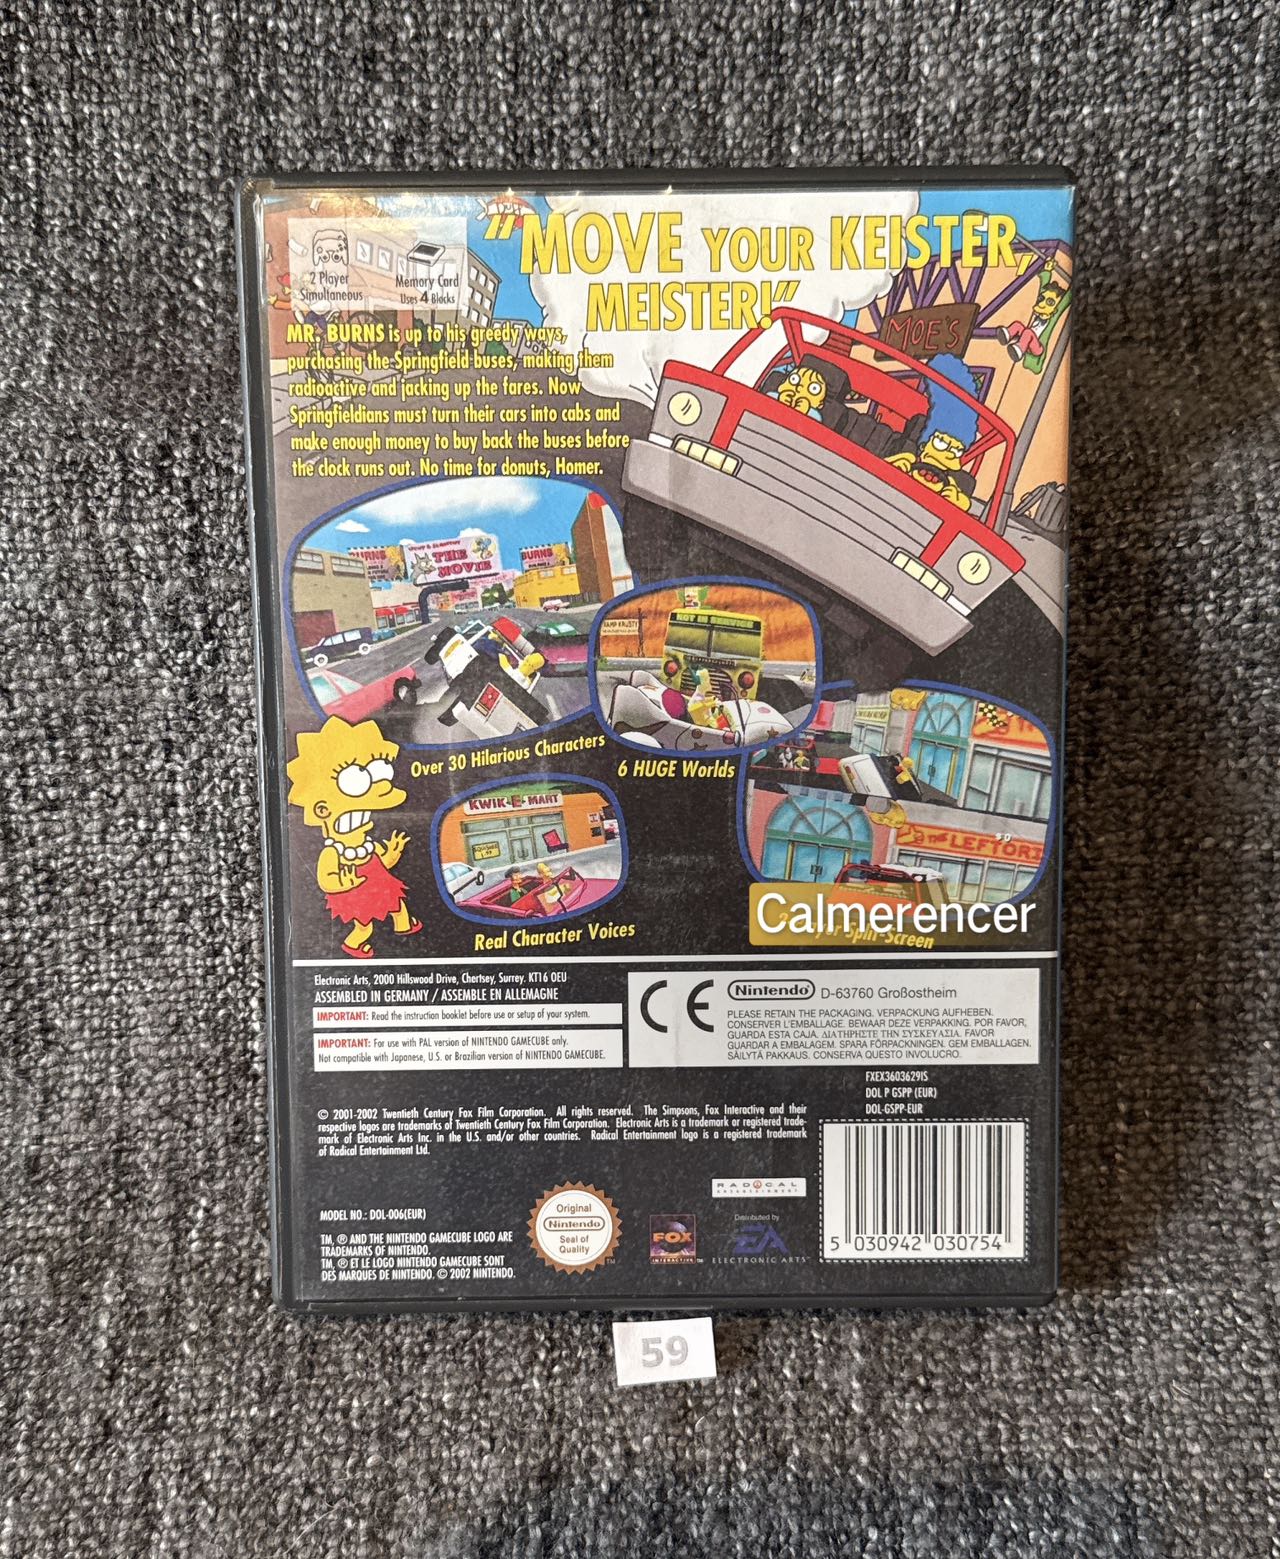 "MOVE YOUR KEISTER,
MEISTER!"
2 Player
Simultaneous
Memory Card
Uses 4 Blocks
MR. BURNS is up to his greedy ways,
purchasing the Springfield buses, making them
radioactive and jacking up the fares. Now
Springfieldians must turn their cars into cabs and
make enough money to buy back the buses before
the clock runs out. No time for donuts, Homer.
MOE'S
THE
MOVIE
BURNS
NOT IN SERVICE
KAMP KRUSTY
Over 30 Hilarious Characters
6 HUGE Worlds
KWIK-E-MART
LEFTOR
Calmerencer
Split-Screen
Real Character Voices
Electronic Arts, 2000 Hillswood Drive, Chertsey, Surrey. KT16 0EU
ASSEMBLED IN GERMANY / ASSEMBLE EN ALLEMAGNE
IMPORTANT: Read the instruction booklet before use or setup of your system.
IMPORTANT: For use with PAL version of NINTENDO GAMECUBE only.
Not compatible with Japanese, U.S. or Brazilian version of NINTENDO GAMECUBE.
CE
Nintendo D-63760 Großostheim
PLEASE RETAIN THE PACKAGING. VERPACKUNG AUFHEBEN.
CONSERVER L'EMBALLAGE. BEWAAR DEZE VERPAKKING. POR FAVOR,
GUARDA ESTA CAJA. ΔΙΑΤΗΡΗΣΤΕ ΤΗΝ ΣΥΣΚΕΥΑΣΙΑ. FAVOR
GUARDAR A EMBALAGEM. SPARA FÖRPACKNINGEN. GEM EMBALLAGEN.
SÄILYTÄ PAKKAUS. CONSERVA QUESTO INVOLUCRO.
FXEX3603629IS
DOL P GSPP (EUR)
DOL-GSPP-EUR
© 2001-2002 Twentieth Century Fox Film Corporation. All rights reserved. The Simpsons, Fox Interactive and their
respective logos are trademarks of Twentieth Century Fox Film Corporation. Electronic Arts is a trademark or registered trade-
mark of Electronic Arts Inc. in the U.S. and/or other countries. Radical Entertainment logo is a registered trademark
of Radical Entertainment Ltd.
RADICAL
ENTERTAINMENT
MODEL NO.: DOL-006(EUR)
TM, ® AND THE NINTENDO GAMECUBE LOGO ARE
TRADEMARKS OF NINTENDO.
TM, ® ET LE LOGO NINTENDO GAMECUBE SONT
DES MARQUES DE NINTENDO. © 2002 NINTENDO.
Original
Nintendo
Seal of
Quality
TM
FOX
INTERACTIVE
Distributed by
EA
ELECTRONIC ARTS™
5 030942 030754
59